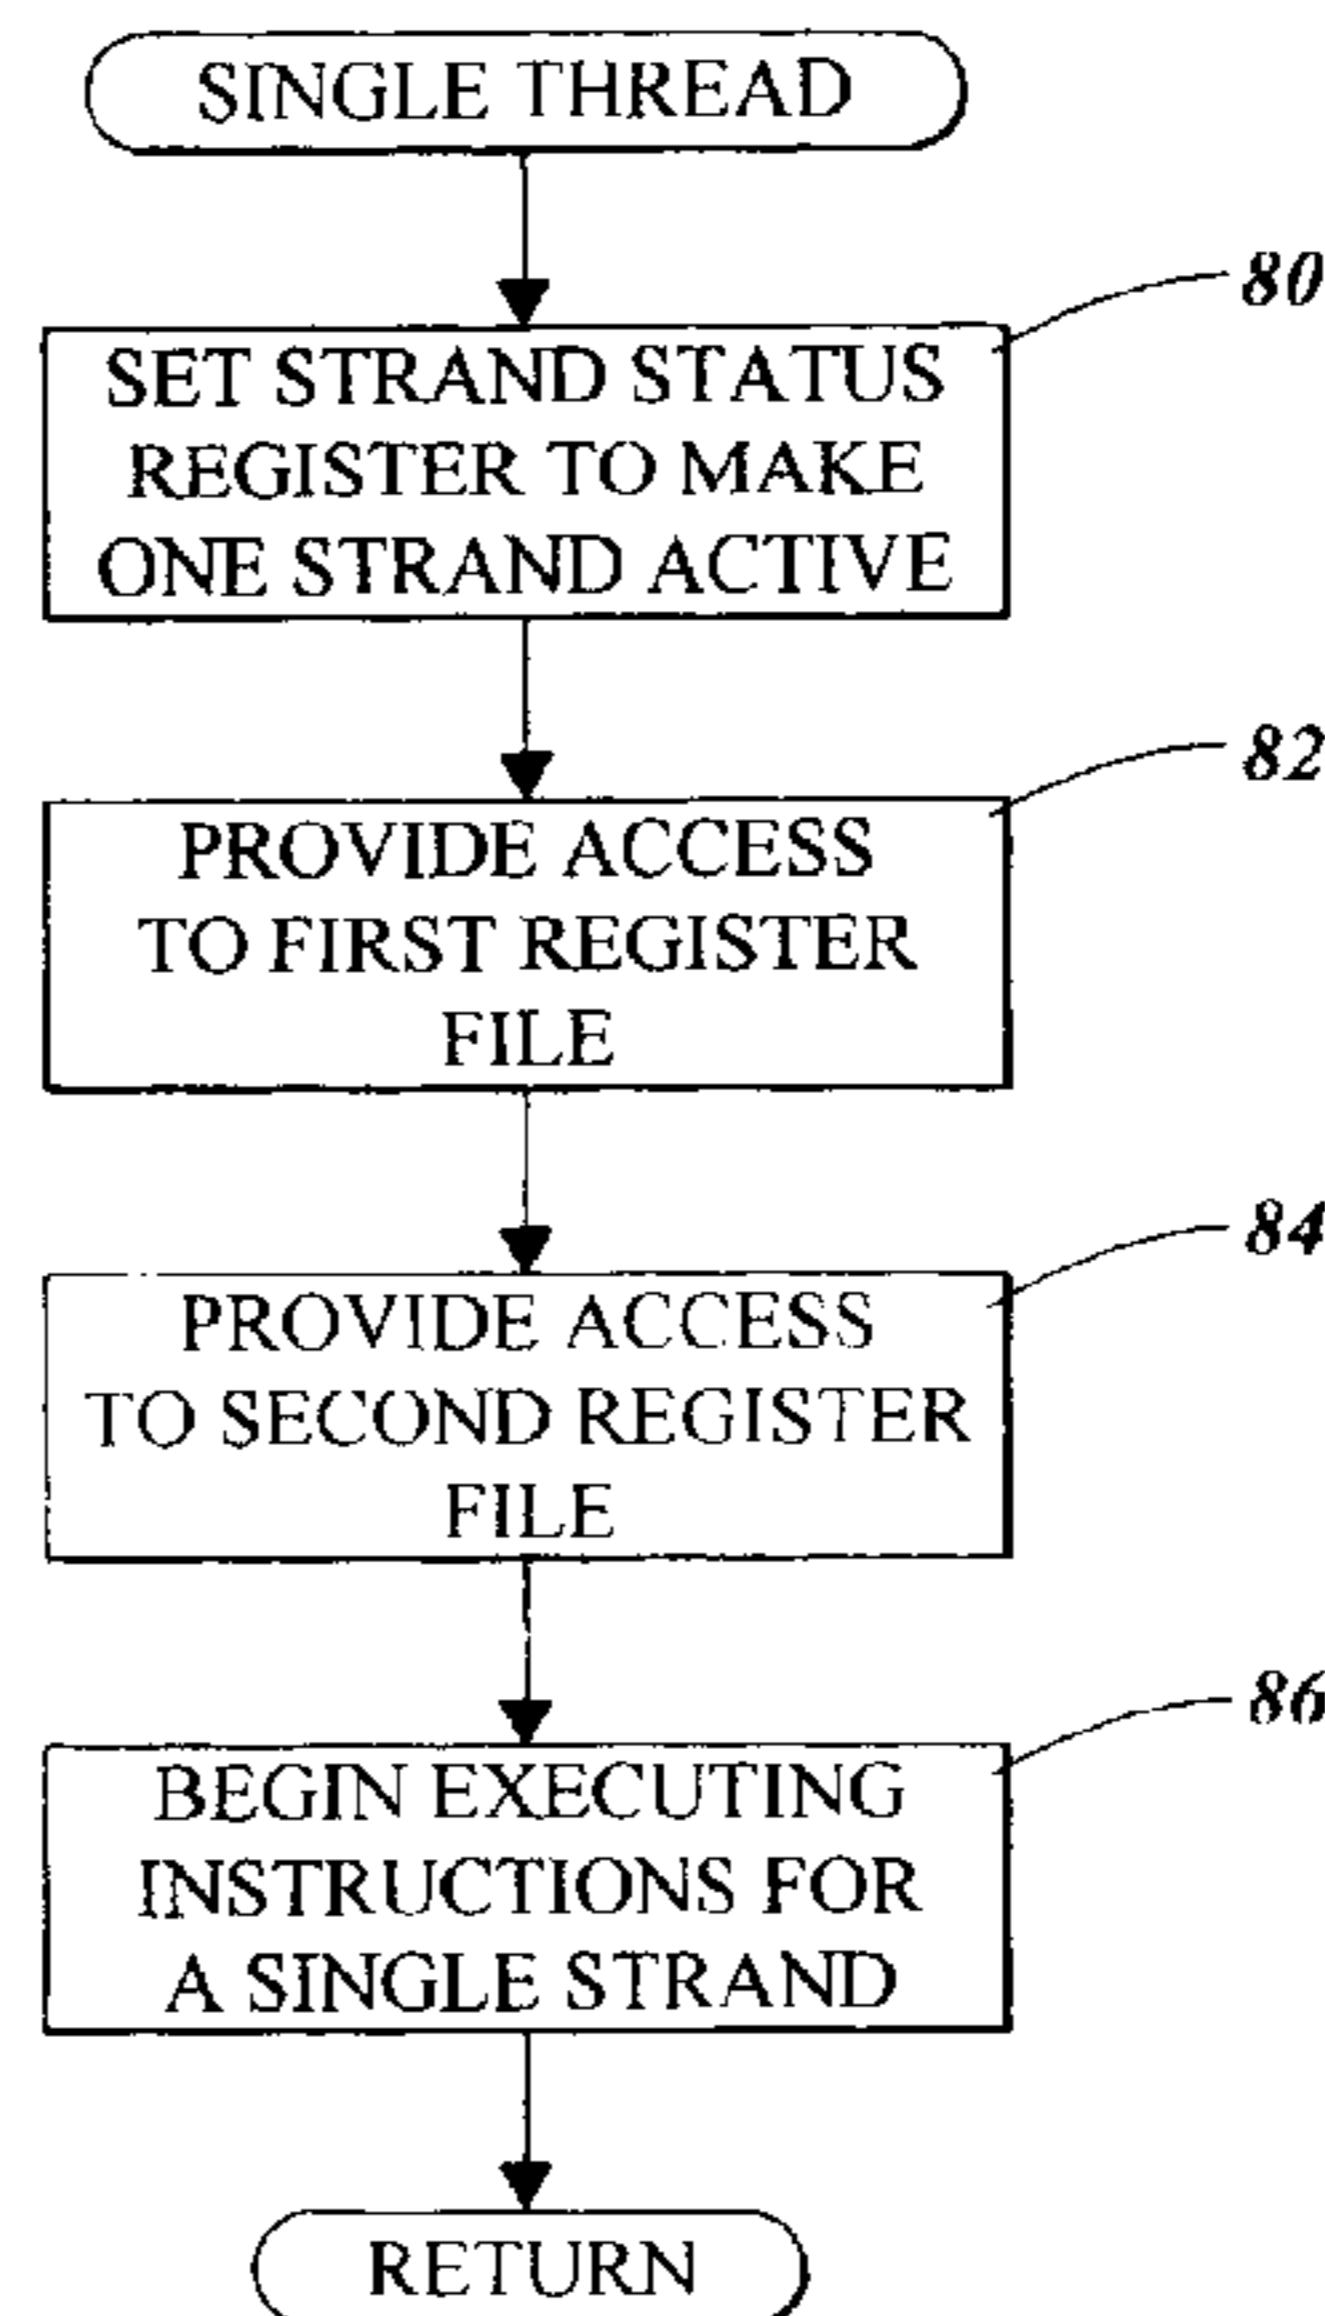 SINGLE THREAD
80
SET STRAND STATUS
REGISTER TO MAKE
ONE STRAND ACTIVE
82
PROVIDE ACCESS
TO FIRST REGISTER
FILE
84
PROVIDE ACCESS
TO SECOND REGISTER
FILE
86
BEGIN EXECUTING
INSTRUCTIONS FOR
A SINGLE STRAND
RETURN